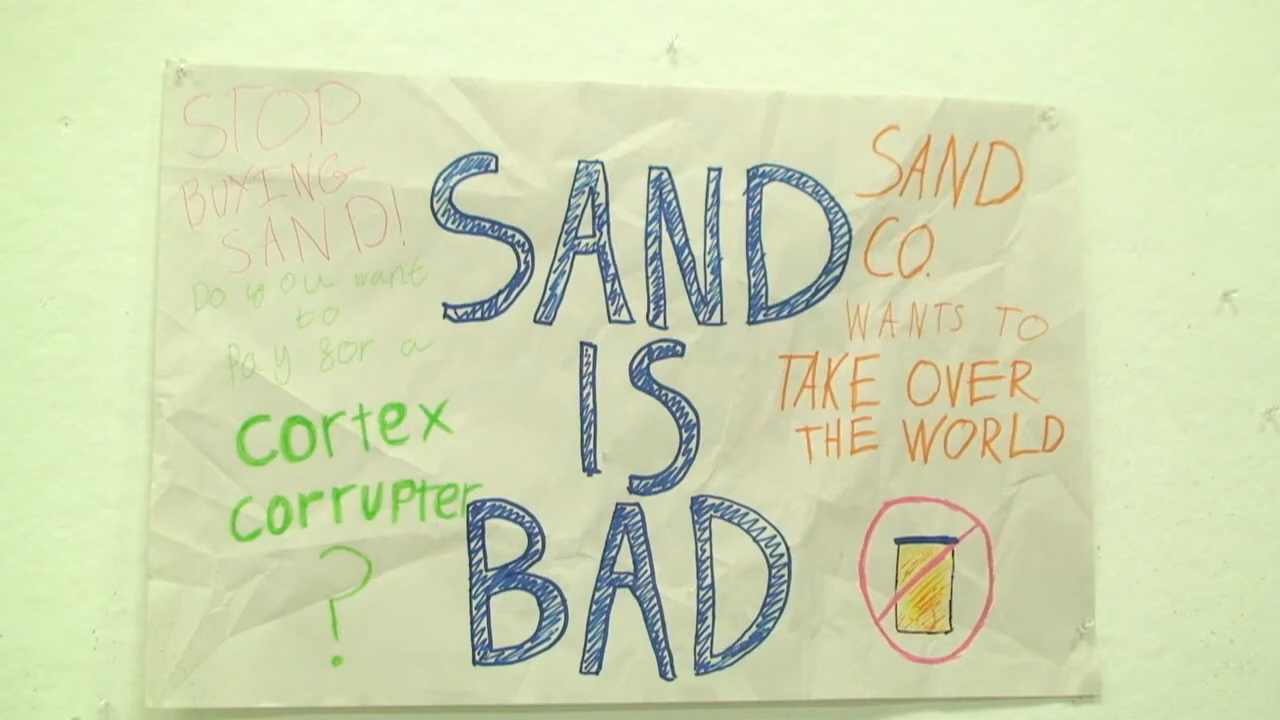 STOP
BUYING
SAND!
Do you want
to
Pay for a
cortex
corrupter
?
SAND
IS
BAD
SAND
CO.
WANTS TO
TAKE OVER
THE WORLD